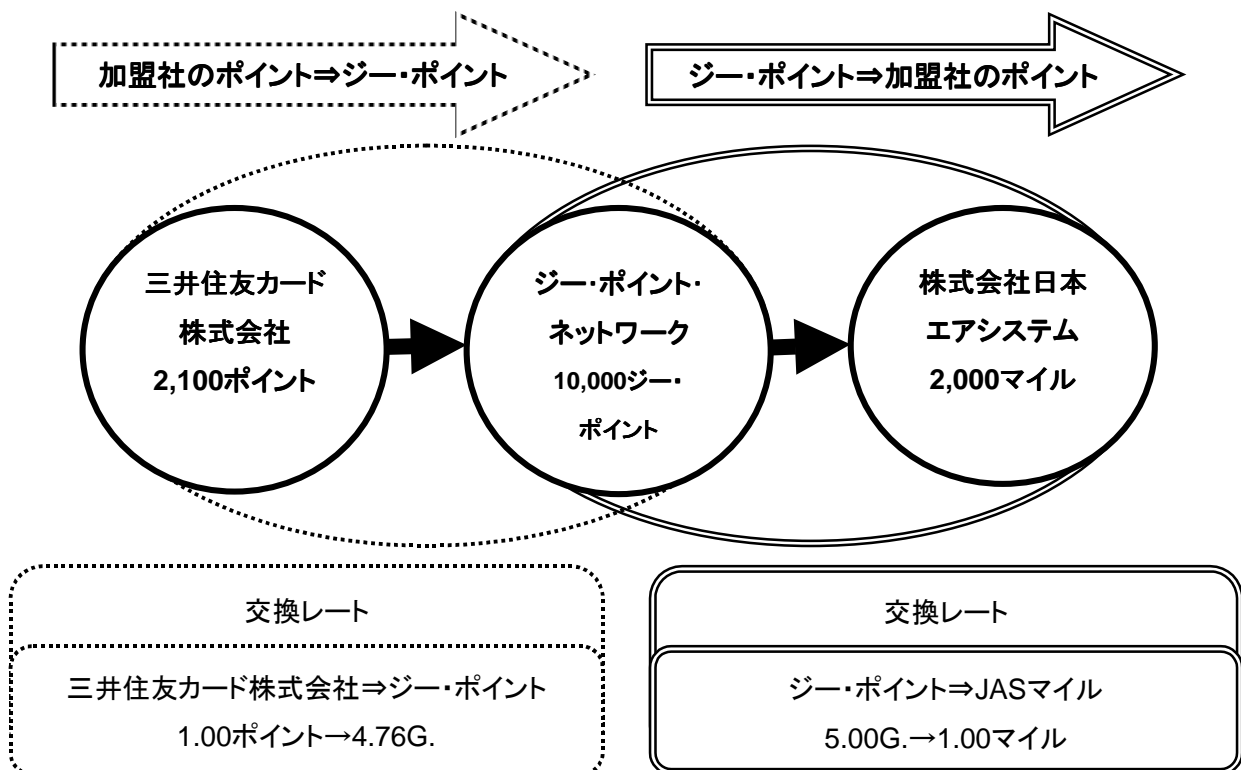 加盟社のポイント⇒ジー・ポイント
ジー・ポイント⇒加盟社のポイント
三井住友カード
株式会社
2,100ポイント
ジー・ポイント・
ネットワーク
10,000ジー・
ポイント
株式会社日本
エアシステム
2,000マイル
交換レート
三井住友カード株式会社⇒ジー・ポイント
1.00ポイント→4.76G.
交換レート
ジー・ポイント⇒JASマイル
5.00G.→1.00マイル